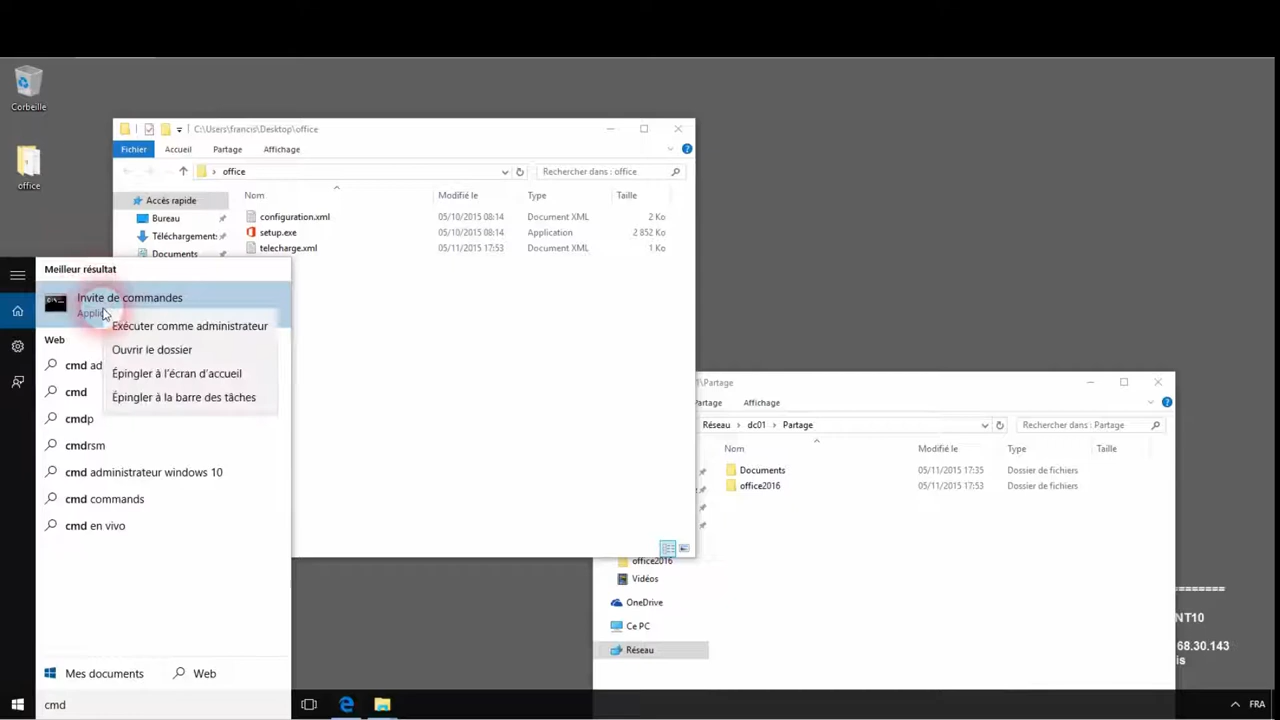 Corbeille
office
C:\Users\francis\Desktop\office
Fichier Accueil Partage Affichage
office
Rechercher dans : office
Accès rapide
Bureau
Téléchargement:
Documents
Nom Modifié le Type Taille
configuration.xml 05/10/2015 08:14 Document XML 2 Ko
setup.exe 05/10/2015 08:14 Application 2 852 Ko
telecharge.xml 05/11/2015 17:53 Document XML 1 Ko
Meilleur résultat
Invite de commandes
Applic
Exécuter comme administrateur
Ouvrir le dossier
Épingler à l'écran d'accueil
Épingler à la barre des tâches
Web
cmd ad
cmd
cmdp
cmdrsm
cmd administrateur windows 10
cmd commands
cmd en vivo
Mes documents Web
cmd
1\Partage
Partage Affichage
Réseau dc01 Partage
Rechercher dans : Partage
Nom Modifié le Type Taille
Documents 05/11/2015 17:35 Dossier de fichiers
office2016 05/11/2015 17:53 Dossier de fichiers
office2016
Vidéos
OneDrive
Ce PC
Réseau
========
NT10
68.30.143
is
FRA